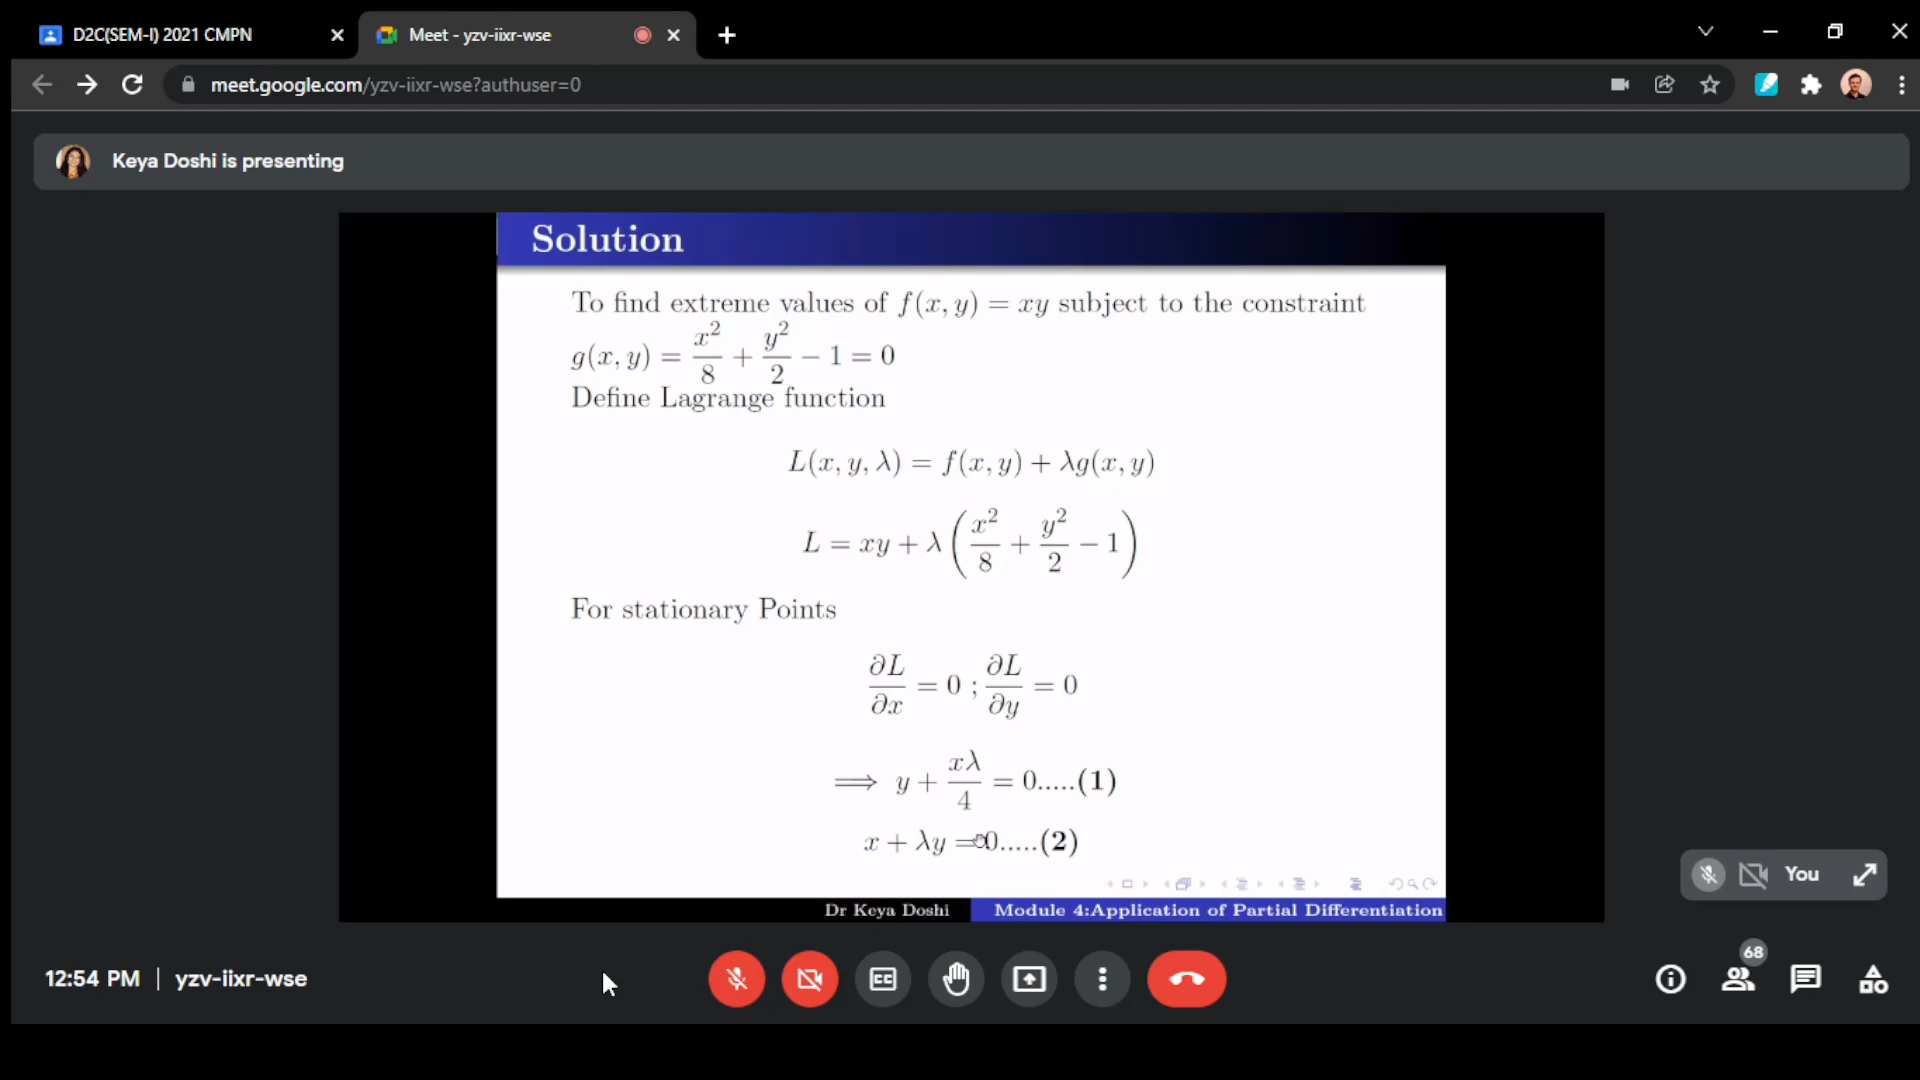 D2C(SEM-I) 2021 CMPN
Meet - yzv-iixr-wse
meet.google.com/yzv-iixr-wse?authuser=0
Keya Doshi is presenting
Solution
To find extreme values of f(x, y) = xy subject to the constraint
g(x, y) = x²/8 + y²/2 − 1 = 0
Define Lagrange function
L(x, y, λ) = f(x, y) + λg(x, y)
L = xy + λ(x²/8 + y²/2 − 1)
For stationary Points
∂L/∂x = 0 ; ∂L/∂y = 0
⟹ y + xλ/4 = 0.....(1)
x + λy = 0.....(2)
You
Dr Keya Doshi Module 4:Application of Partial Differentiation
68
12:54 PM | yzv-iixr-wse
CC